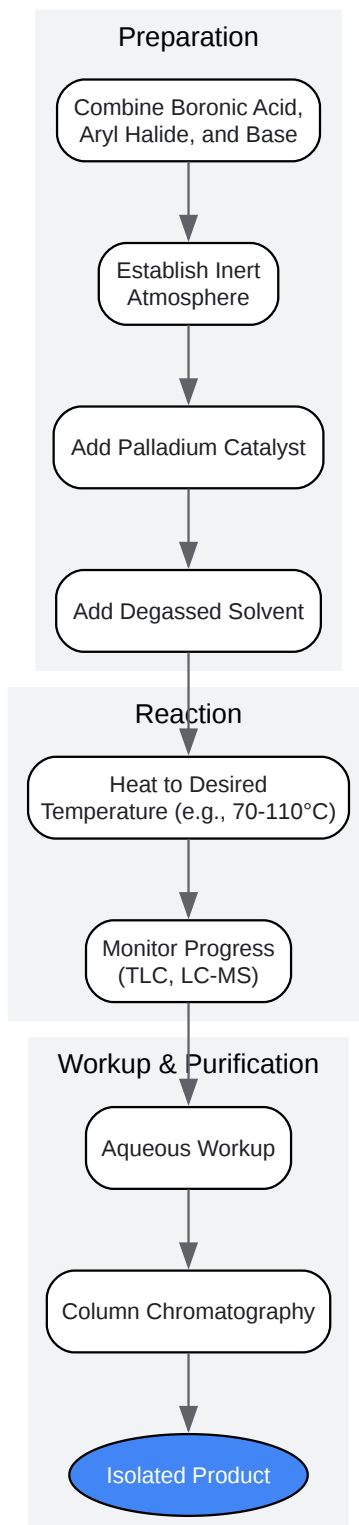 Preparation
Combine Boronic Acid,
Aryl Halide, and Base
Establish Inert
Atmosphere
Add Palladium Catalyst
Add Degassed Solvent
Reaction
Heat to Desired
Temperature (e.g., 70-110°C)
Monitor Progress
(TLC, LC-MS)
Workup & Purification
Aqueous Workup
Column Chromatography
Isolated Product